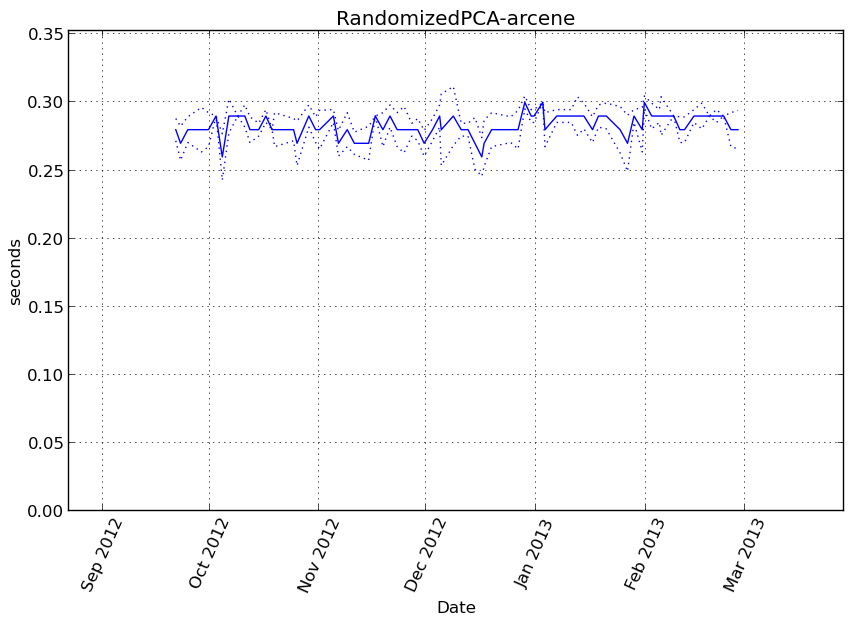 RandomizedPCA-arcene
0.35
0.30
0.25
0.20
0.15
0.10
0.05
0.00
seconds
Sep 2012
Oct 2012
Nov 2012
Dec 2012
Jan 2013
Feb 2013
Mar 2013
Date